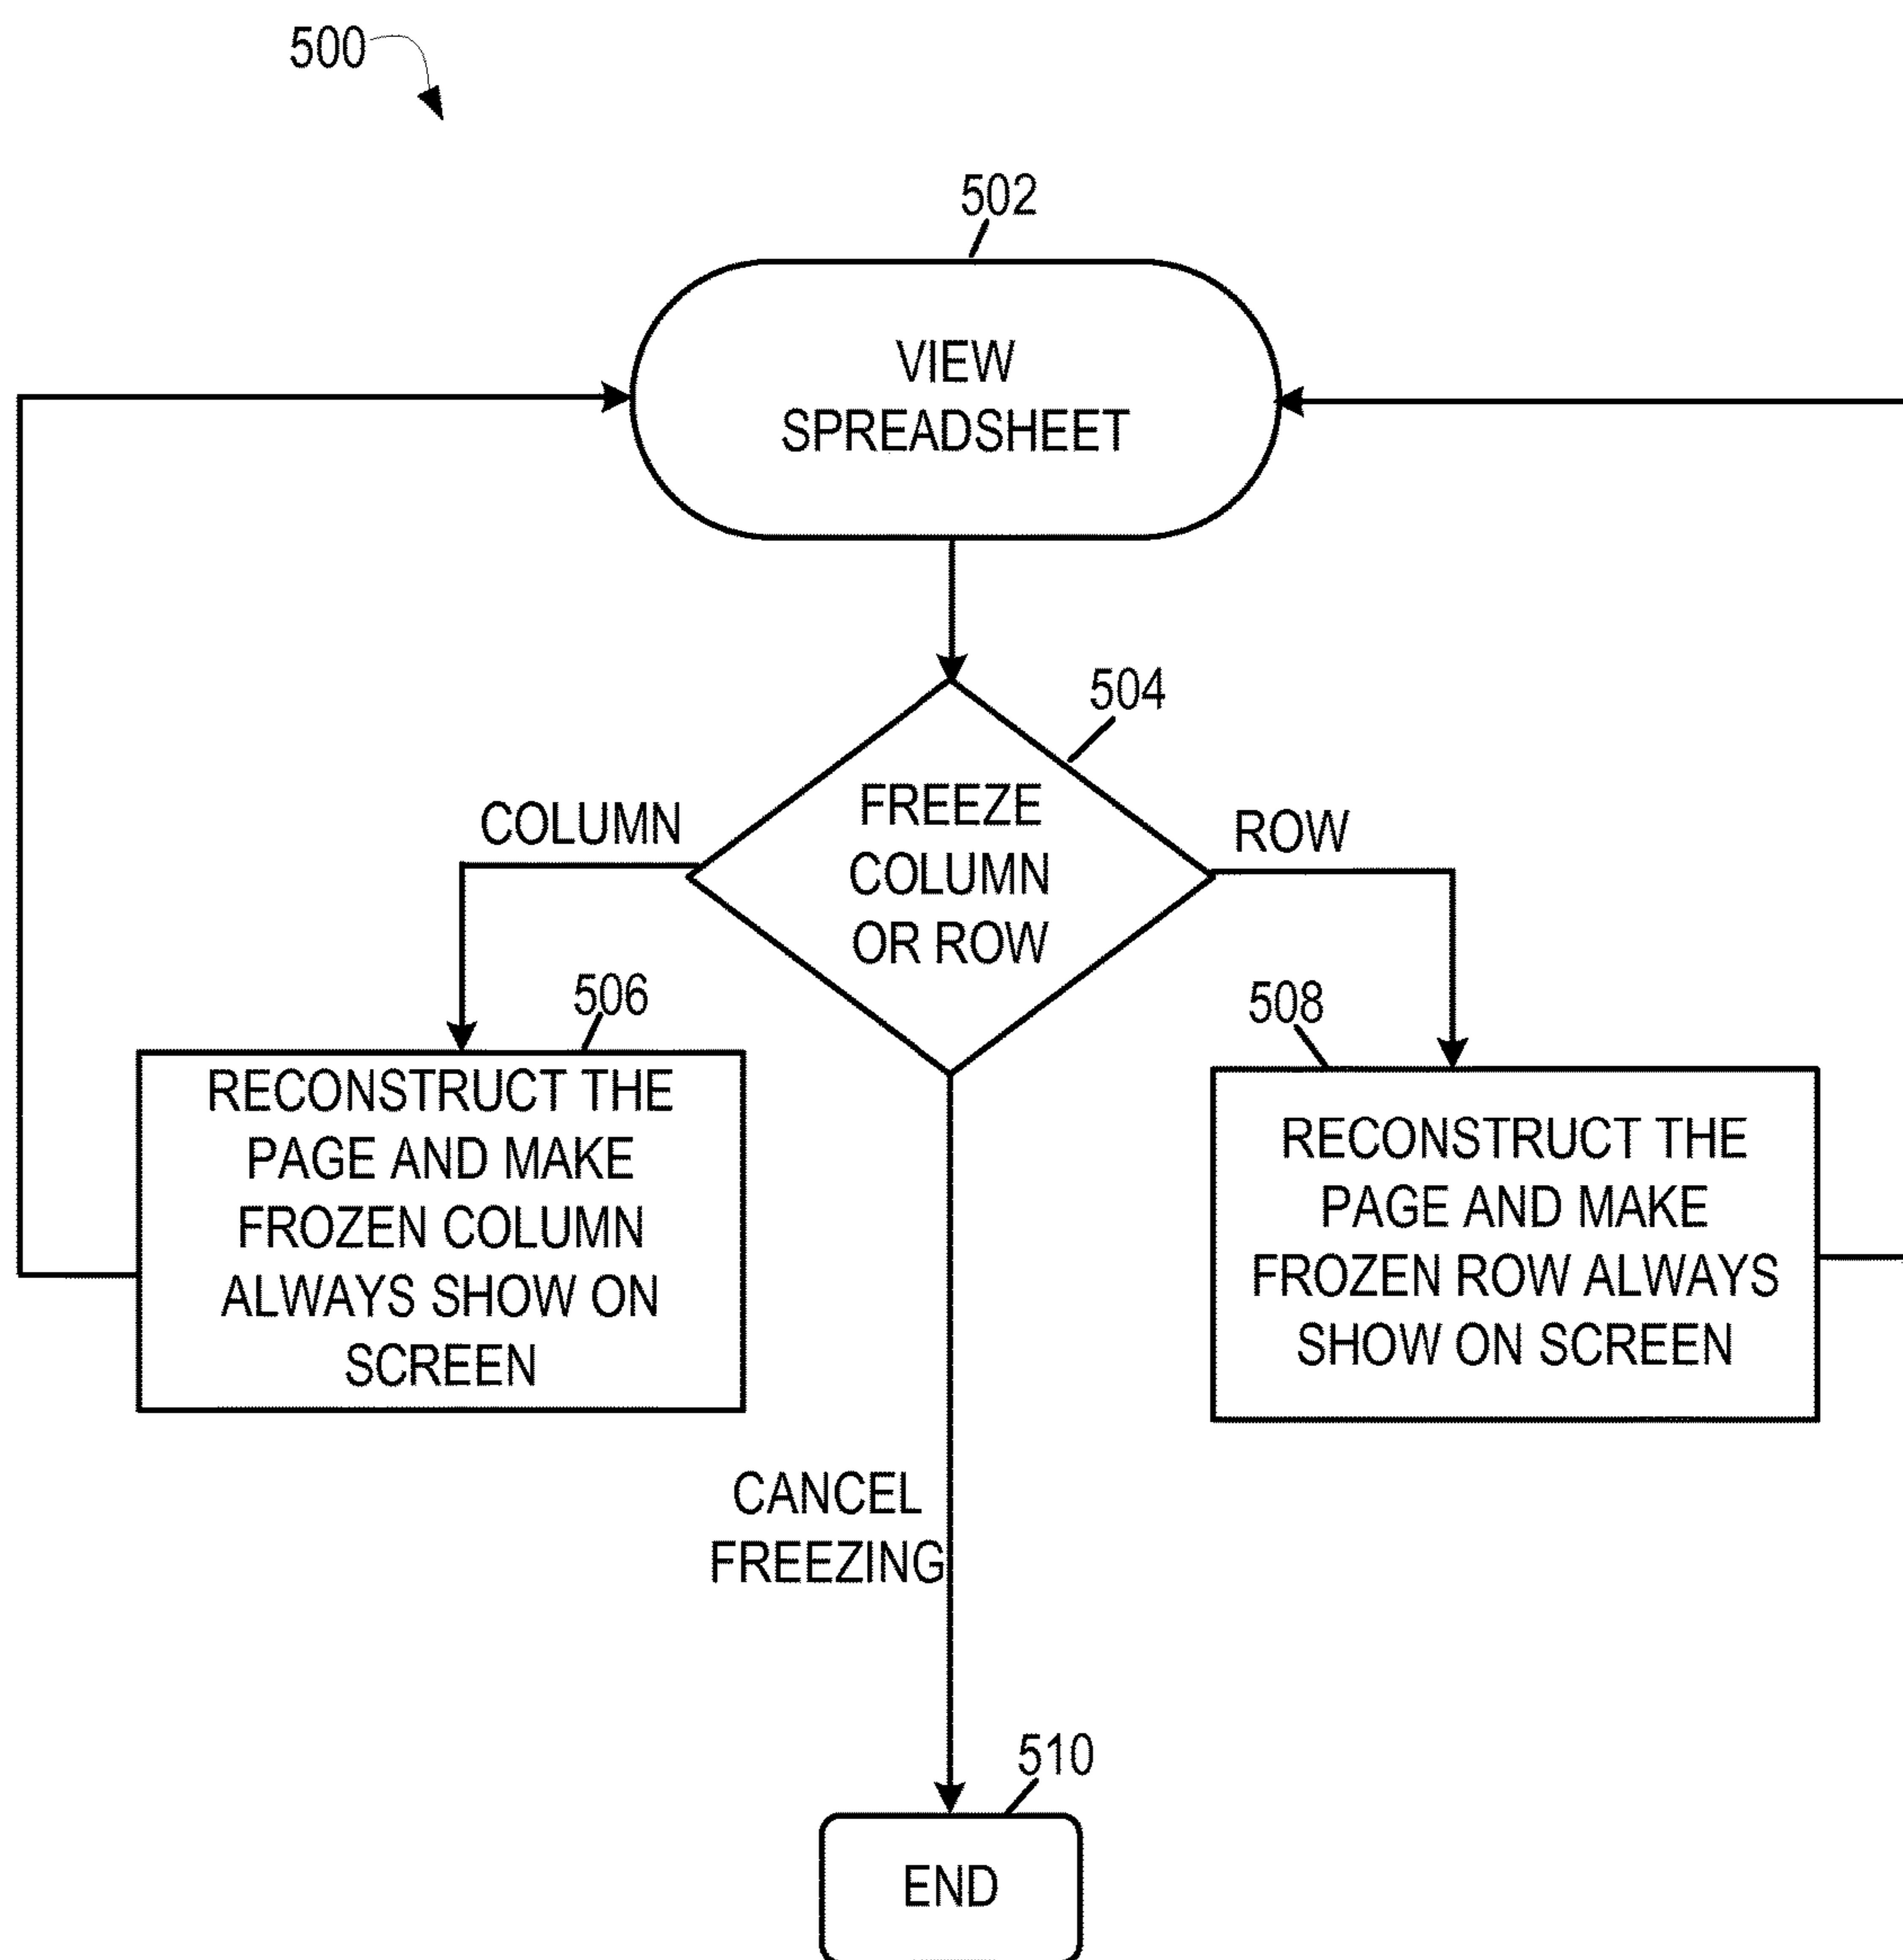 500
502
VIEW
SPREADSHEET
504
FREEZE
COLUMN
OR ROW
COLUMN
ROW
506
RECONSTRUCT THE
PAGE AND MAKE
FROZEN COLUMN
ALWAYS SHOW ON
SCREEN
508
RECONSTRUCT THE
PAGE AND MAKE
FROZEN ROW ALWAYS
SHOW ON SCREEN
CANCEL
FREEZING
510
END